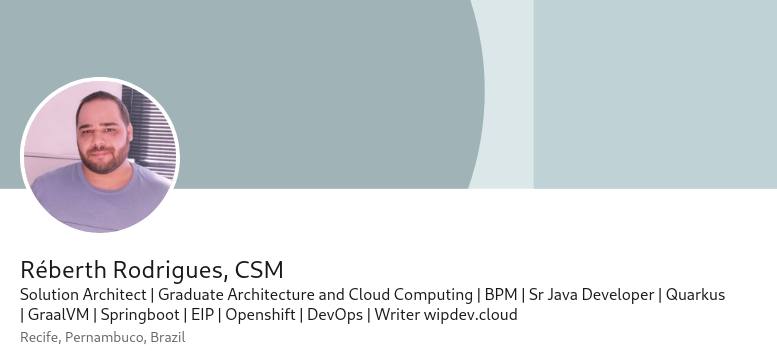 Réberth Rodrigues, CSM
Solution Architect | Graduate Architecture and Cloud Computing | BPM | Sr Java Developer | Quarkus
| GraalVM | Springboot | EIP | Openshift | DevOps | Writer wipdev.cloud
Recife, Pernambuco, Brazil